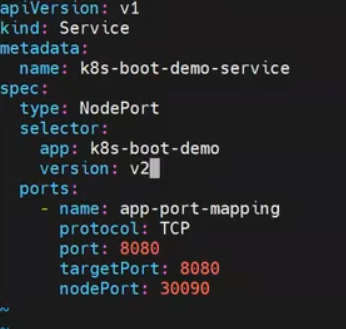 apiVersion: v1
kind: Service
metadata:
  name: k8s-boot-demo-service
spec:
  type: NodePort
  selector:
    app: k8s-boot-demo
    version: v2
  ports:
    - name: app-port-mapping
      protocol: TCP
      port: 8080
      targetPort: 8080
      nodePort: 30090
~
~